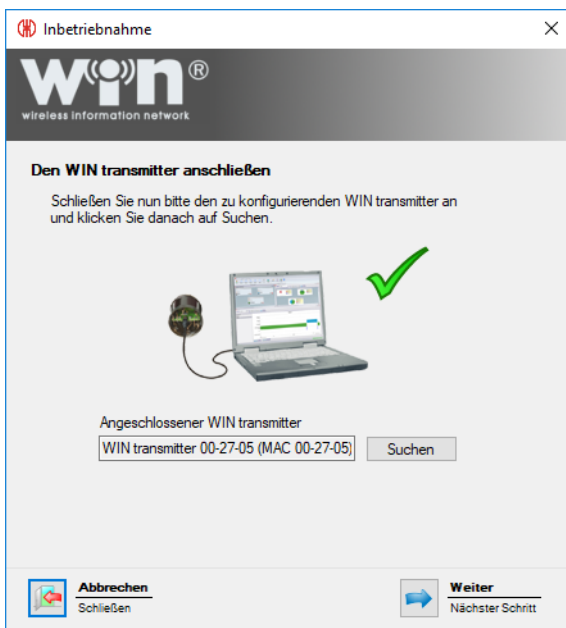 Inbetriebnahme
win®
wireless information network
Den WIN transmitter anschließen
Schließen Sie nun bitte den zu konfigurierenden WIN transmitter an
und klicken Sie danach auf Suchen.
Angeschlossener WIN transmitter
WIN transmitter 00-27-05 (MAC 00-27-05)
Suchen
Abbrechen
Schließen
Weiter
Nächster Schritt